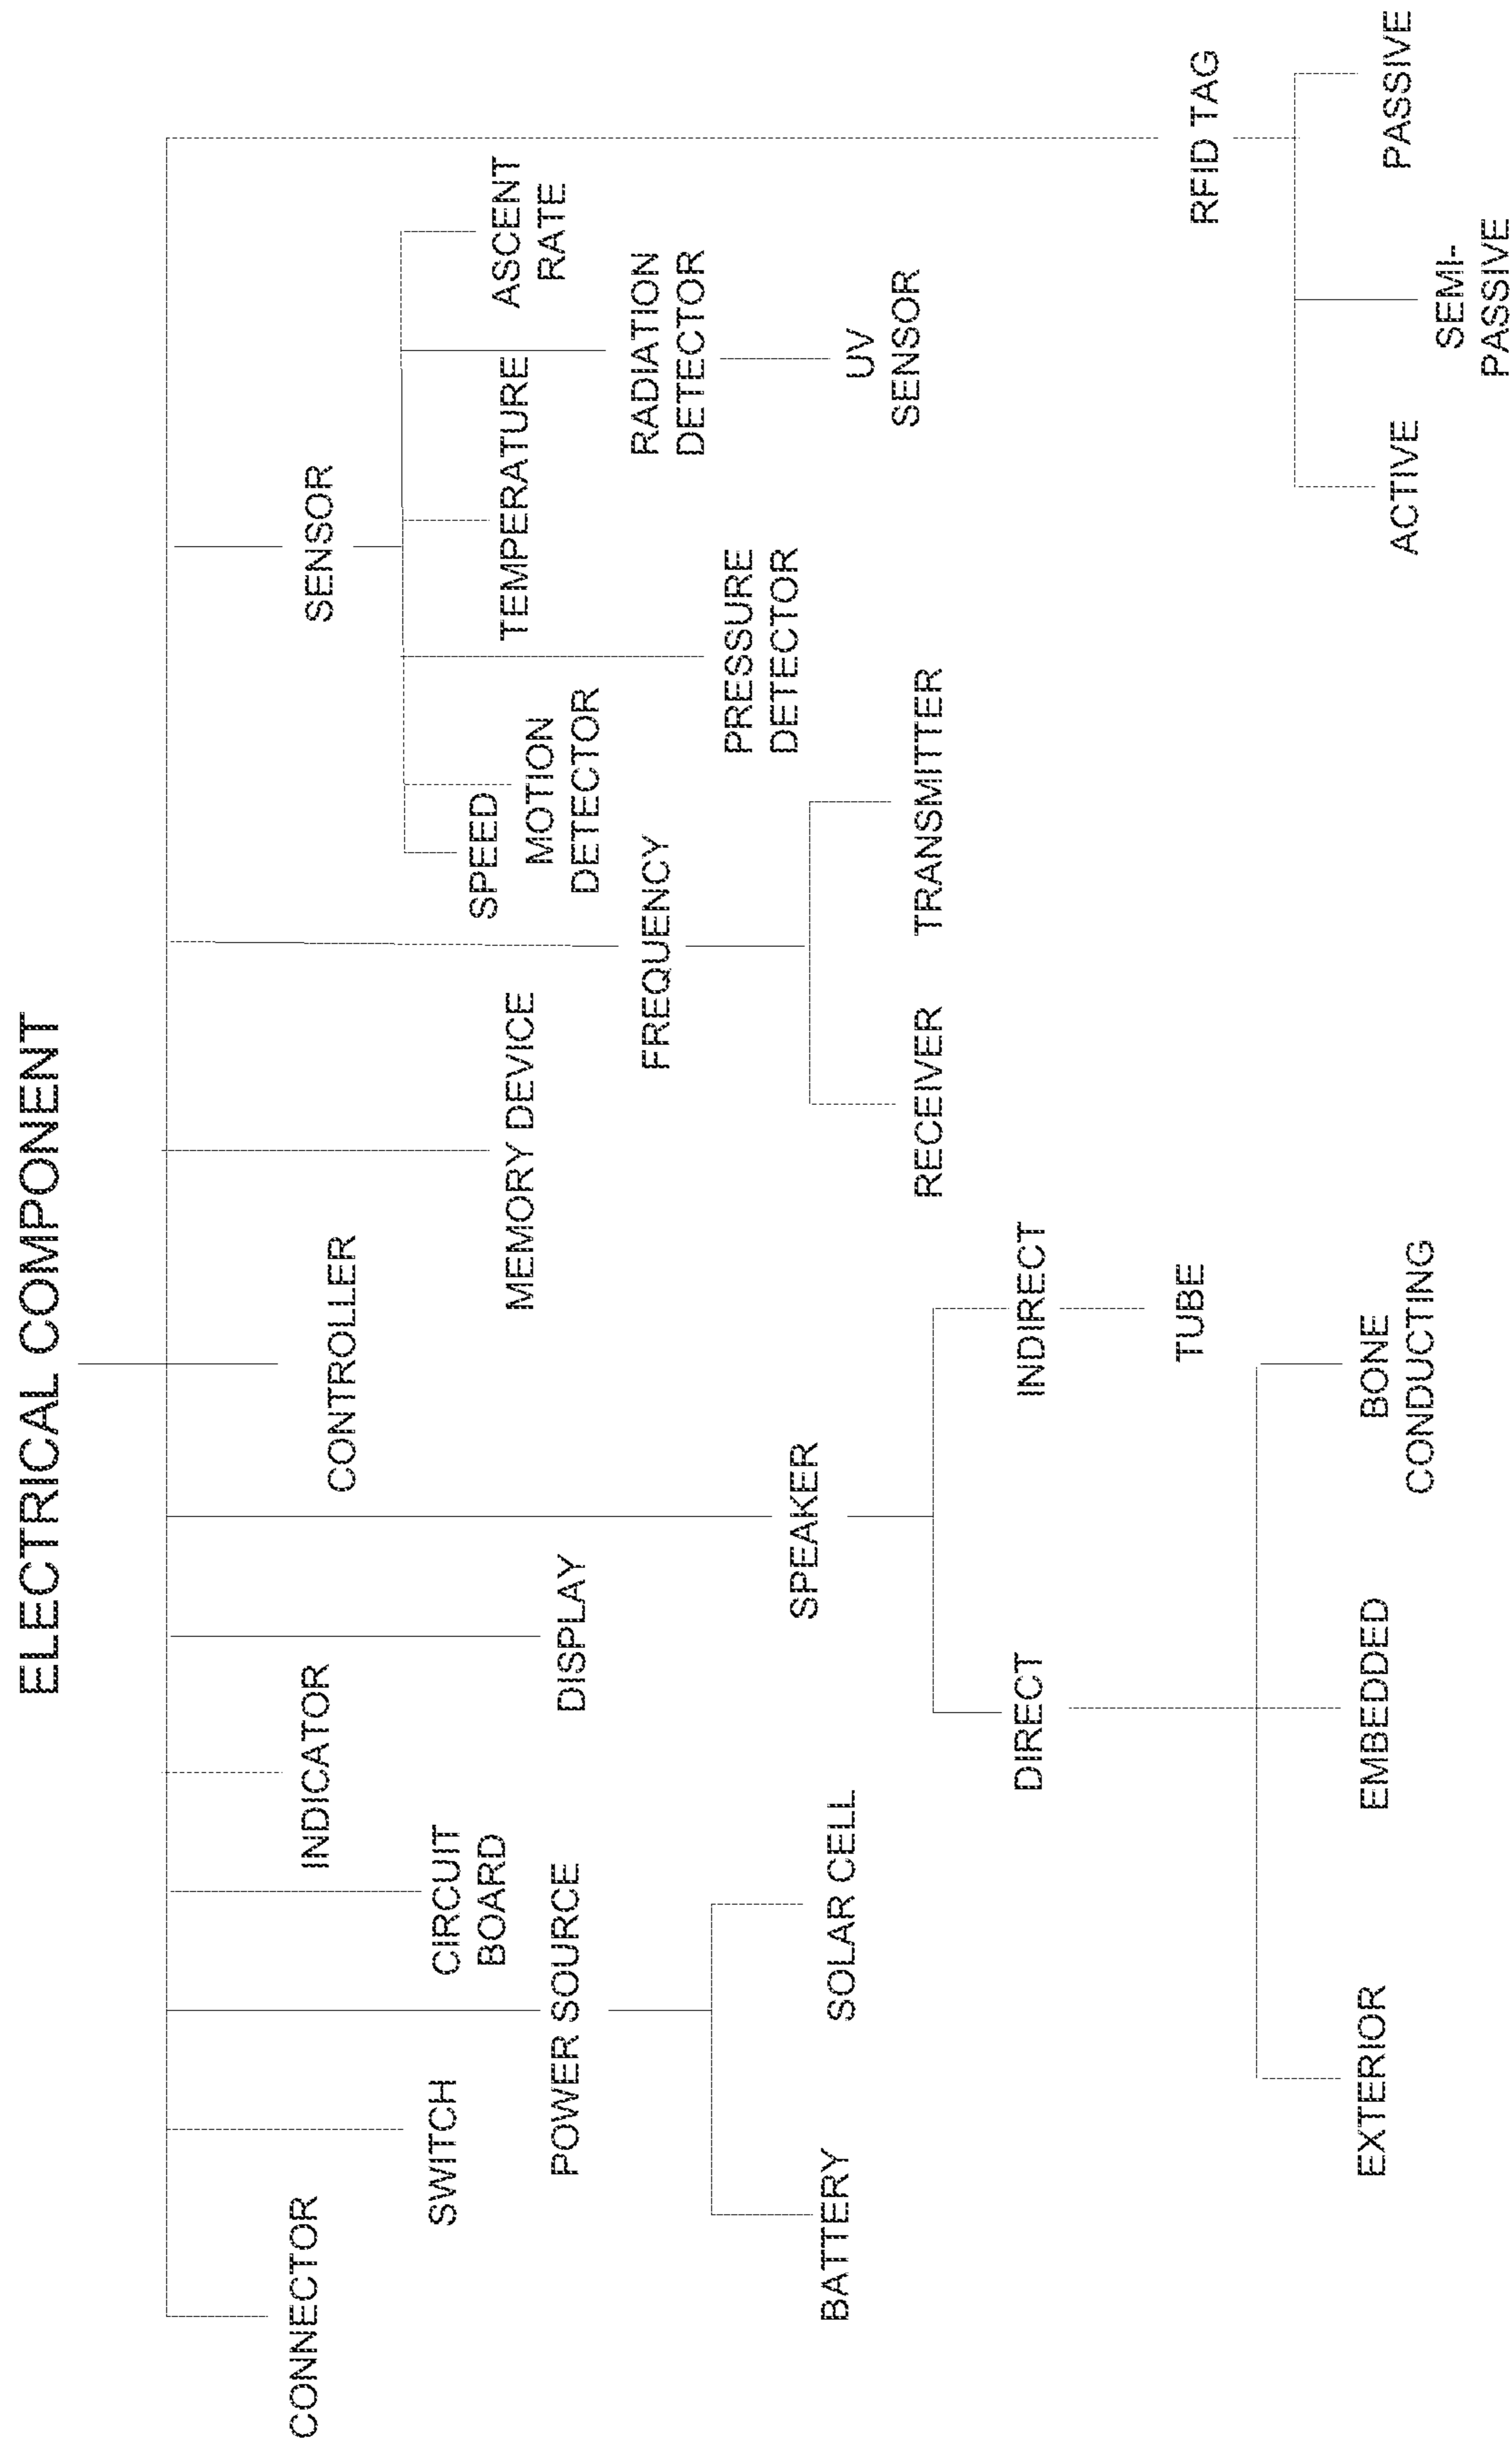 ELECTRICAL COMPONENT
CONNECTOR
SWITCH
POWER SOURCE
BATTERY
SOLAR CELL
CIRCUIT
BOARD
INDICATOR
DISPLAY
SPEAKER
DIRECT
EXTERIOR
EMBEDDED
BONE
CONDUCTING
INDIRECT
TUBE
CONTROLLER
MEMORY DEVICE
FREQUENCY
RECEIVER
TRANSMITTER
SENSOR
SPEED
MOTION
DETECTOR
PRESSURE
DETECTOR
TEMPERATURE
RADIATION
DETECTOR
UV
SENSOR
ASCENT
RATE
RFID TAG
ACTIVE
SEMI-
PASSIVE
PASSIVE